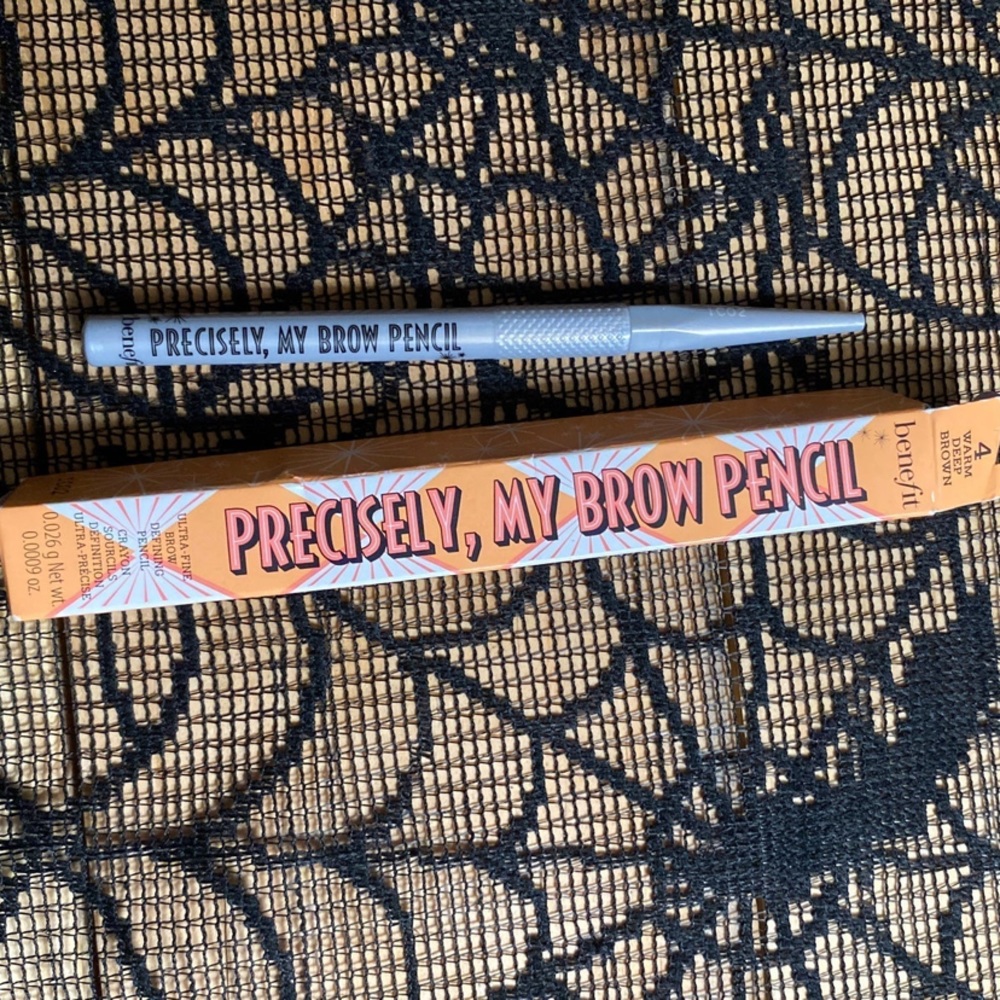 benefit
PRECISELY, MY BROW PENCIL
PRECISELY, MY BROW PENCIL
benefit
4
WARM
DEEP
BROWN
ULTRA-FINE
BROW
DEFINING
PENCIL
CRAYON
SOURCILS
DÉFINITION
ULTRA-PRÉCISE
0.026 g Net wt.
0.0009 oz.